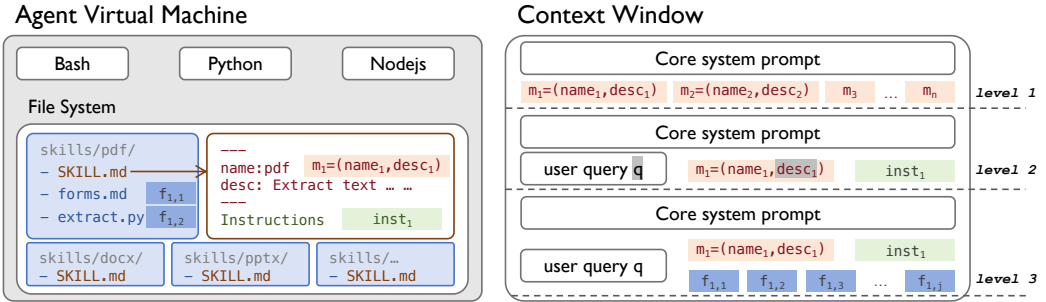 Agent Virtual Machine
Bash
Python
Nodejs
File System
skills/pdf/
– SKILL.md
– forms.md f1,1
– extract.py f1,2
---
name:pdf m1=(name1,desc1)
desc: Extract text … …
---
Instructions inst1
skills/docx/
– SKILL.md
skills/pptx/
– SKILL.md
skills/…
– SKILL.md
Context Window
Core system prompt
m1=(name1,desc1) m2=(name2,desc2) m3 … mn
level 1
Core system prompt
user query q m1=(name1,desc1) inst1
level 2
Core system prompt
m1=(name1,desc1) inst1
user query q
f1,1 f1,2 f1,3 … f1,j
level 3